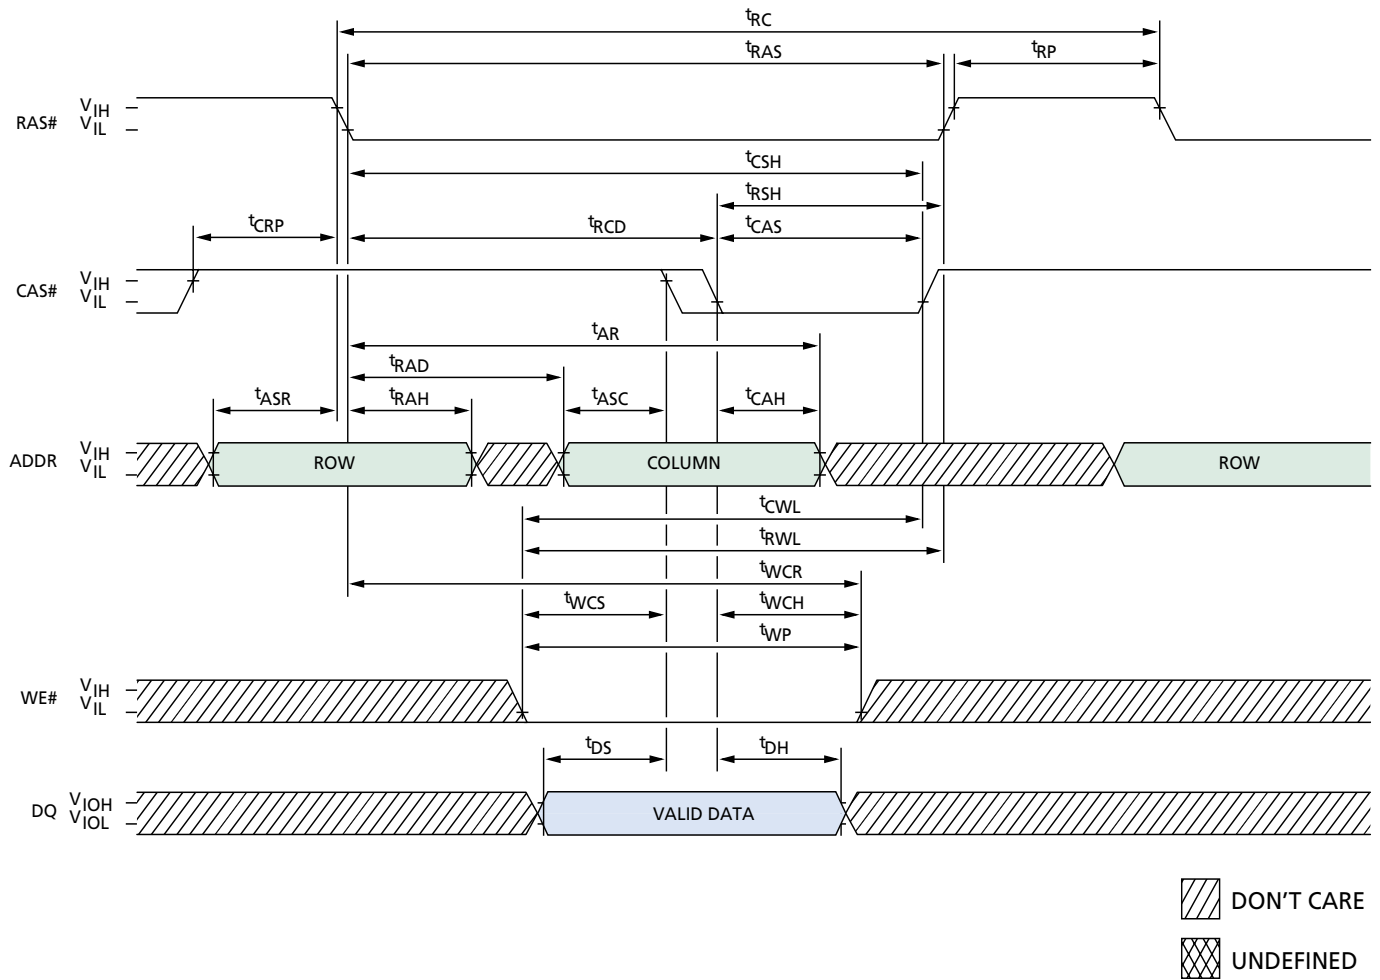 tRC
tRAS tRP
RAS# VIH
VIL
tCSH
tRSH
tCRP tRCD tCAS
CAS# VIH
VIL
tAR
tRAD
tASR tRAH tASC tCAH
ADDR VIH
VIL
ROW COLUMN ROW
tCWL
tRWL
tWCR
tWCS tWCH
tWP
WE# VIH
VIL
tDS tDH
DQ VIOH
VIOL
VALID DATA
DON'T CARE
UNDEFINED